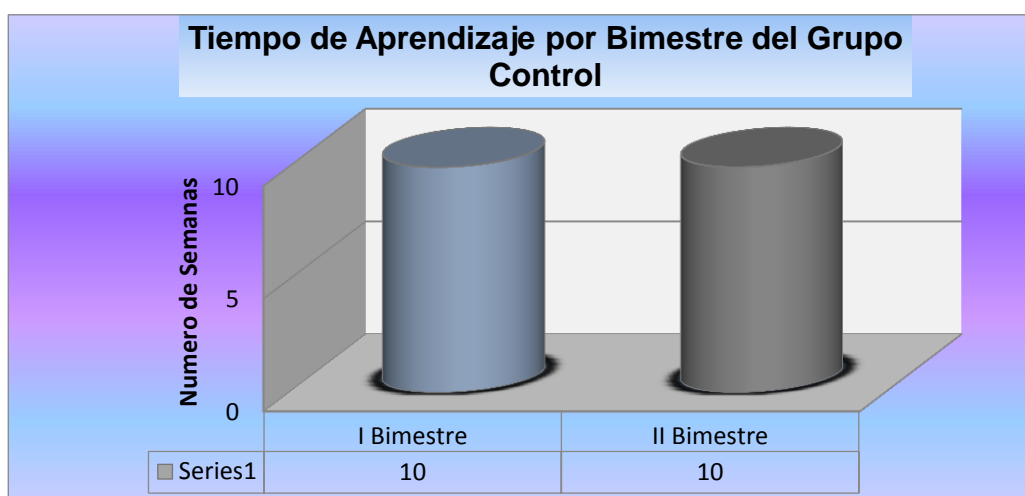 Tiempo de Aprendizaje por Bimestre del Grupo
Control
Numero de Semanas
10
5
0
I Bimestre II Bimestre
Series1 10 10